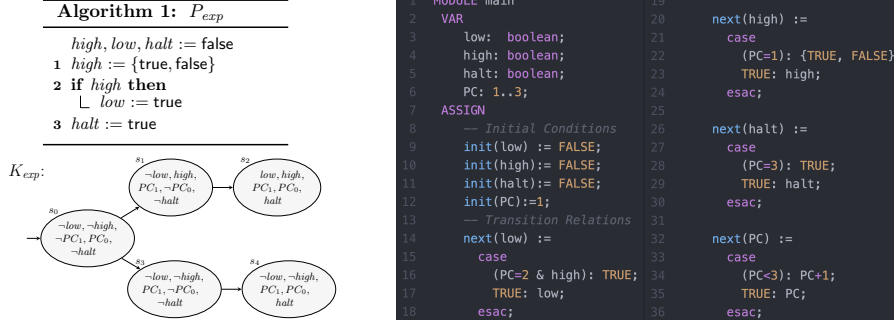 Algorithm 1: P_exp
high, low, halt := false
1 high := {true, false}
2 if high then
low := true
3 halt := true
K_exp:
s0
¬low, ¬high,
¬PC1, PC0,
¬halt
s1
¬low, high,
PC1, ¬PC0,
¬halt
s2
low, high,
PC1, PC0,
halt
s3
¬low, ¬high,
PC1, ¬PC0,
¬halt
s4
¬low, ¬high,
PC1, PC0,
halt
1 MODULE main
2 VAR
3 low: boolean;
4 high: boolean;
5 halt: boolean;
6 PC: 1..3;
7 ASSIGN
8 -- Initial Conditions
9 init(low) := FALSE;
10 init(high):= FALSE;
11 init(halt):= FALSE;
12 init(PC):=1;
13 -- Transition Relations
14 next(low) :=
15 case
16 (PC=2 & high): TRUE;
17 TRUE: low;
18 esac;
19
20 next(high) :=
21 case
22 (PC=1): {TRUE, FALSE}
23 TRUE: high;
24 esac;
25
26 next(halt) :=
27 case
28 (PC=3): TRUE;
29 TRUE: halt;
30 esac;
31
32 next(PC) :=
33 case
34 (PC<3): PC+1;
35 TRUE: PC;
36 esac;